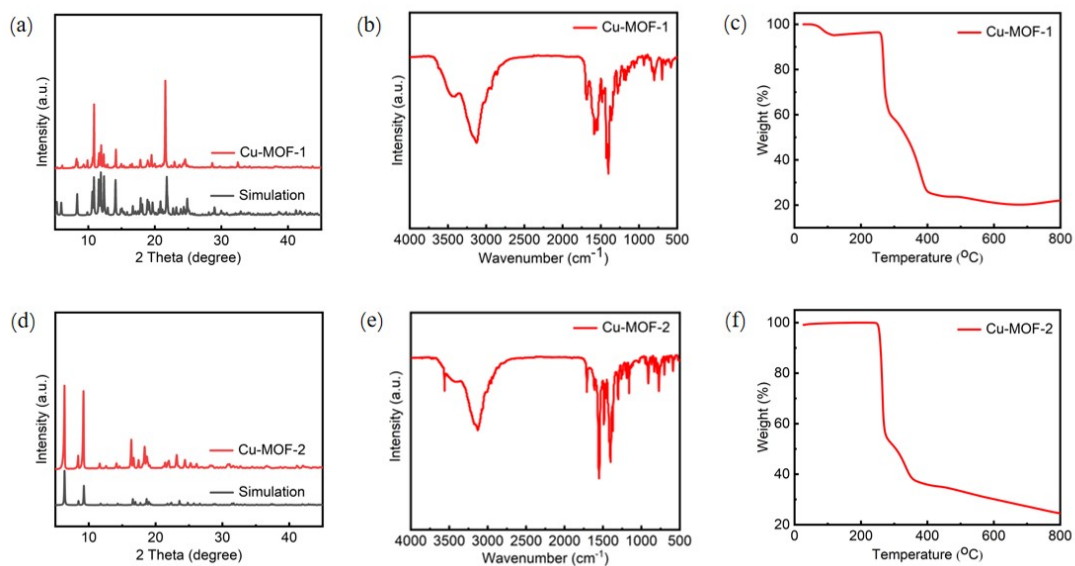 (a)
Intensity (a.u.)
Cu-MOF-1
Simulation
10 20 30 40
2 Theta (degree)
(b)
Intensity (a.u.)
Cu-MOF-1
4000 3500 3000 2500 2000 1500 1000 500
Wavenumber (cm⁻¹)
(c)
Weight (%)
Cu-MOF-1
100
80
60
40
20
0 200 400 600 800
Temperature (⁰C)
(d)
Intensity (a.u.)
Cu-MOF-2
Simulation
10 20 30 40
2 Theta (degree)
(e)
Intensity (a.u.)
Cu-MOF-2
4000 3500 3000 2500 2000 1500 1000 500
Wavenumber (cm⁻¹)
(f)
Weight (%)
Cu-MOF-2
100
80
60
40
20
0 200 400 600 800
Temperature (⁰C)